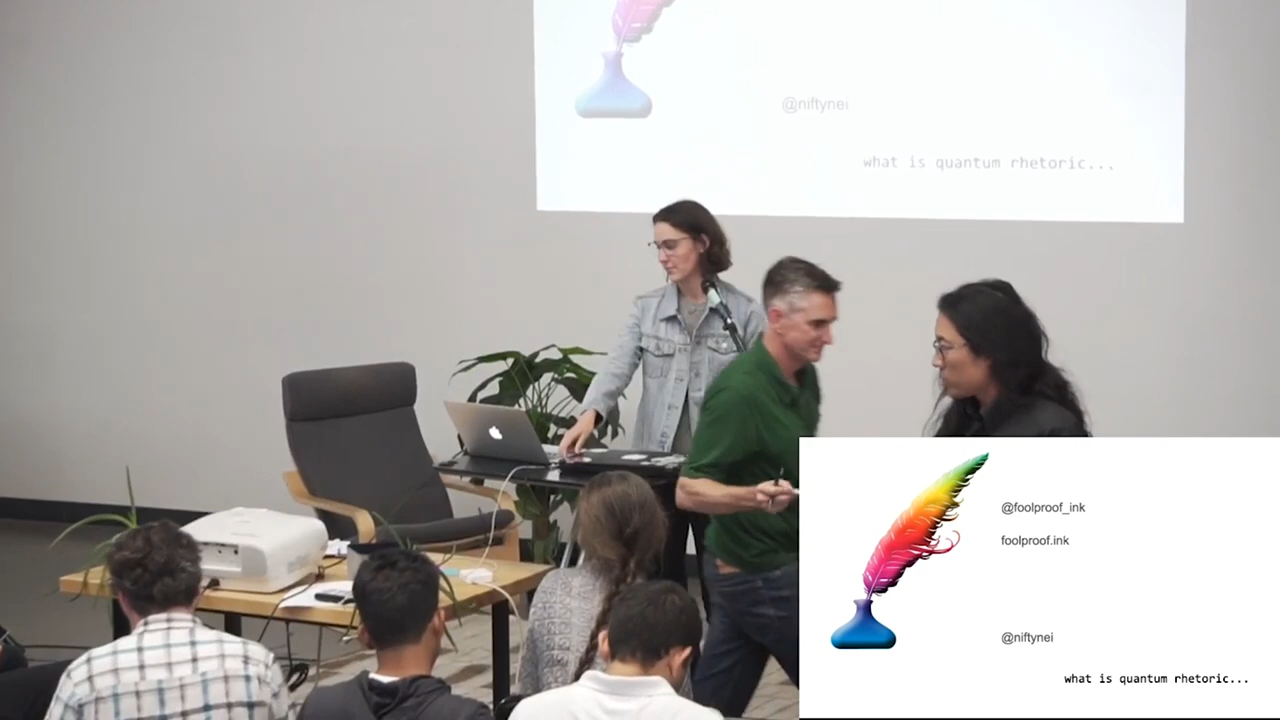 @niftynei
what is quantum rhetoric...
@foolproof_ink
foolproof.ink
@niftynei
what is quantum rhetoric...